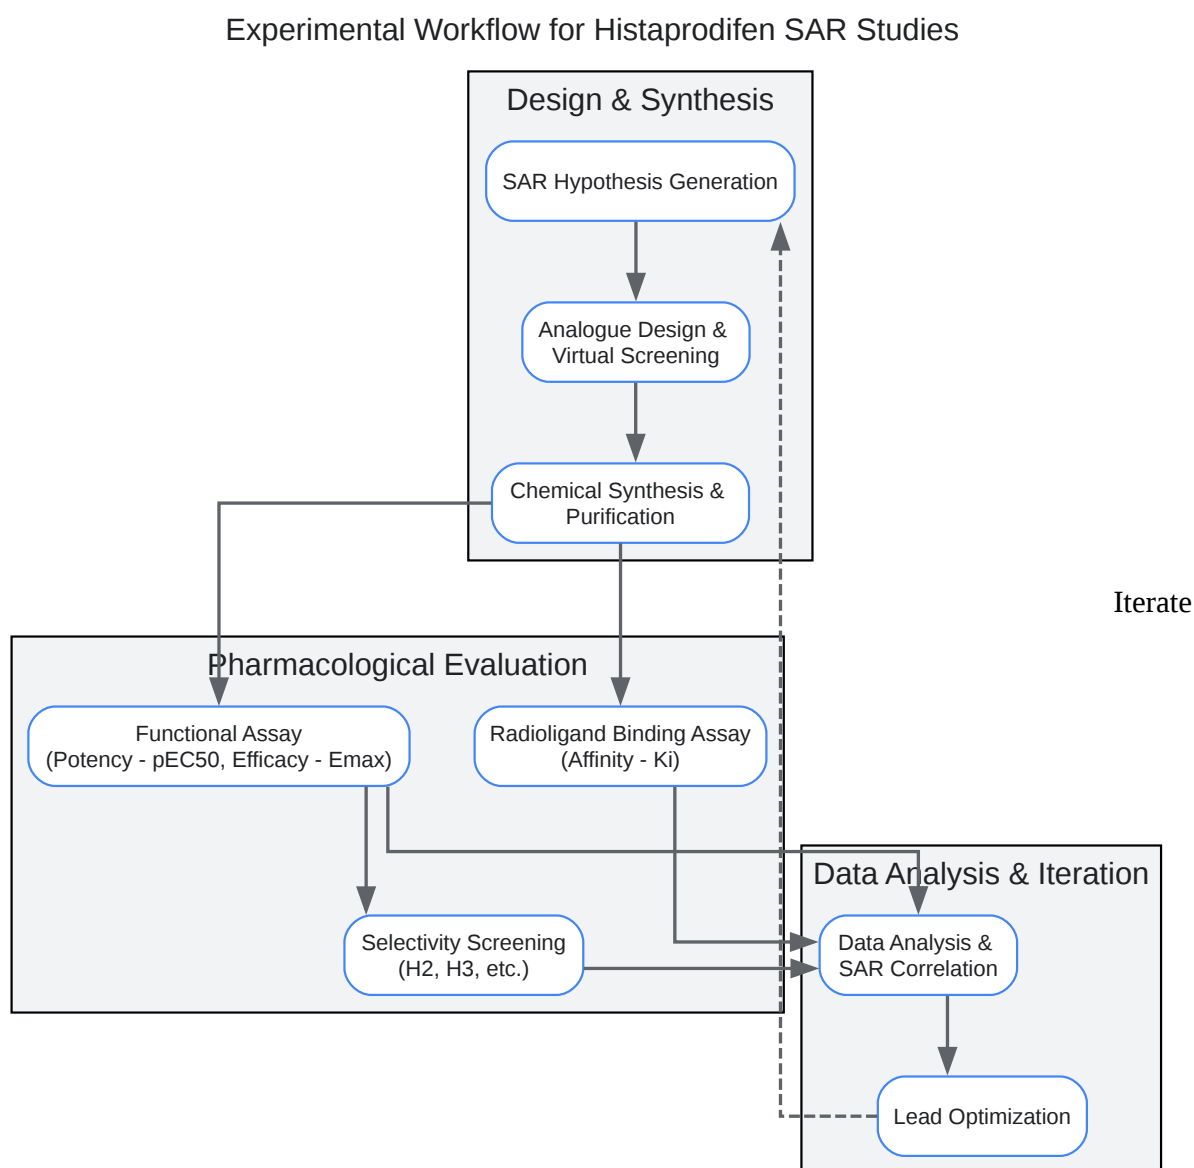 Experimental Workflow for Histaprodifen SAR Studies
Design & Synthesis
SAR Hypothesis Generation
Analogue Design &
Virtual Screening
Chemical Synthesis &
Purification
Iterate
Pharmacological Evaluation
Functional Assay
(Potency - pEC50, Efficacy - Emax)
Radioligand Binding Assay
(Affinity - Ki)
Selectivity Screening
(H2, H3, etc.)
Data Analysis & Iteration
Data Analysis &
SAR Correlation
Lead Optimization